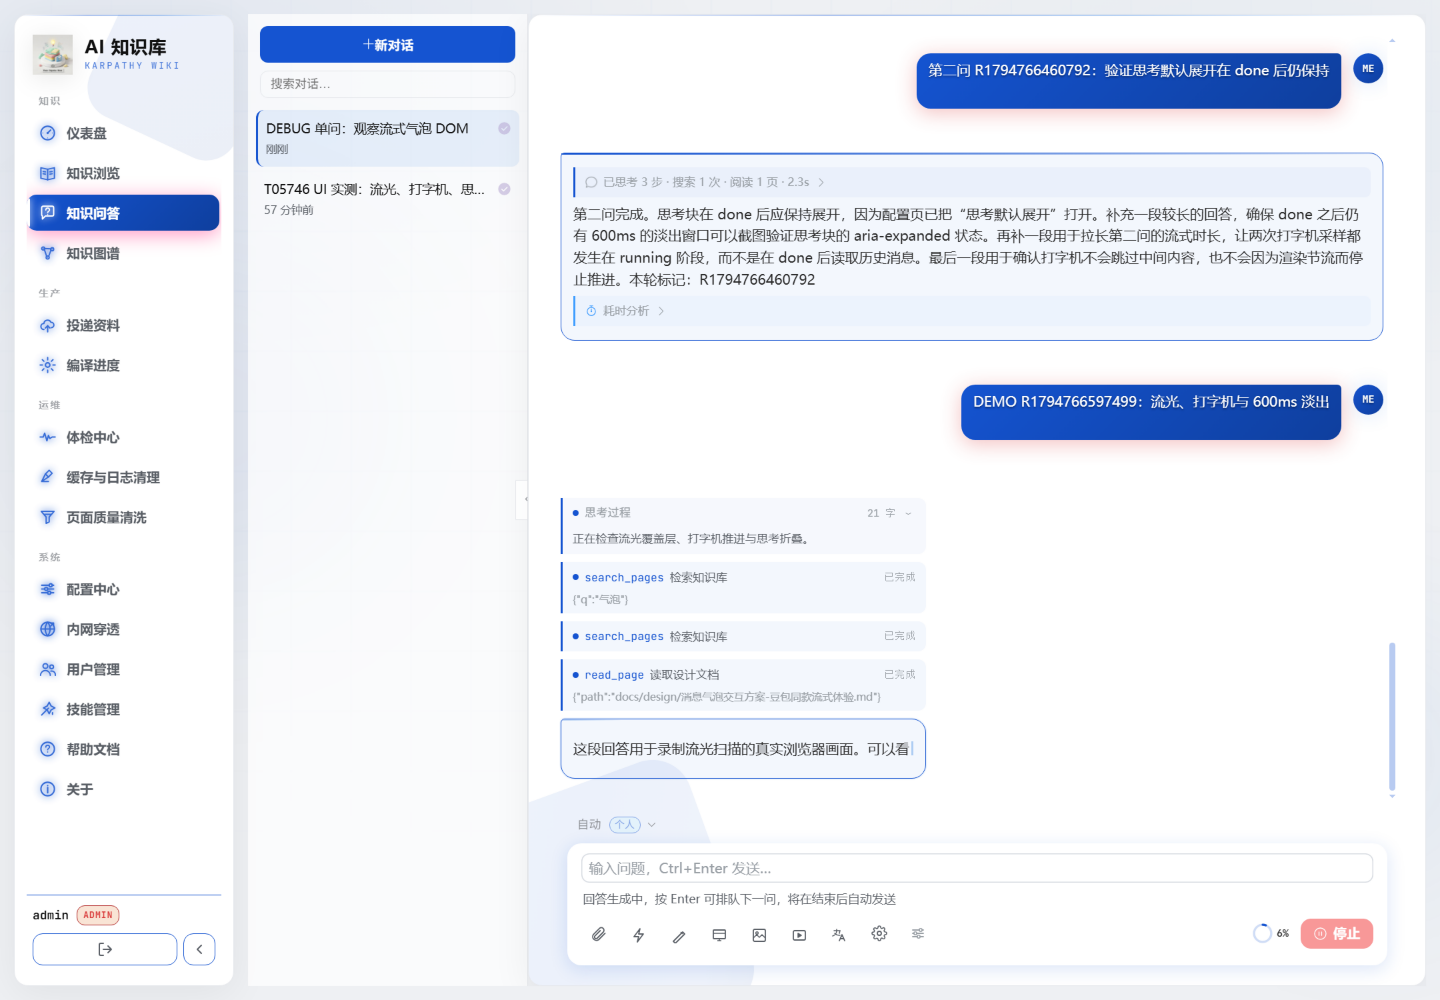 AI 知识库
KARPATHY WIKI
知识
仪表盘
知识浏览
知识问答
知识图谱
生产
投递资料
编译进度
运维
体检中心
缓存与日志清理
页面质量清洗
系统
配置中心
内网穿透
用户管理
技能管理
帮助文档
关于
admin ADMIN
+新对话
搜索对话...
DEBUG 单问：观察流式气泡 DOM
刚刚
T05746 UI 实测：流光、打字机、思...
57 分钟前
第二问 R1794766460792：验证思考默认展开在 done 后仍保持
ME
已思考 3 步 · 搜索 1 次 · 阅读 1 页 · 2.3s
第二问完成。思考块在 done 后应保持展开，因为配置页已把“思考默认展开”打开。补充一段较长的回答，确保 done 之后仍
有 600ms 的淡出窗口可以截图验证思考块的 aria-expanded 状态。再补一段用于拉长第二问的流式时长，让两次打字机采样都
发生在 running 阶段，而不是在 done 后读取历史消息。最后一段用于确认打字机不会跳过中间内容，也不会因为渲染节流而停
止推进。本轮标记：R1794766460792
耗时分析
DEMO R1794766597499：流光、打字机与 600ms 淡出
ME
思考过程 21 字
正在检查流光覆盖层、打字机推进与思考折叠。
search_pages 检索知识库 已完成
{"q":"气泡"}
search_pages 检索知识库 已完成
read_page 读取设计文档 已完成
{"path":"docs/design/消息气泡交互方案-豆包同款流式体验.md"}
这段回答用于录制流光扫描的真实浏览器画面。可以看
自动 个人
输入问题，Ctrl+Enter 发送...
回答生成中，按 Enter 可排队下一问，将在结束后自动发送
6%
停止